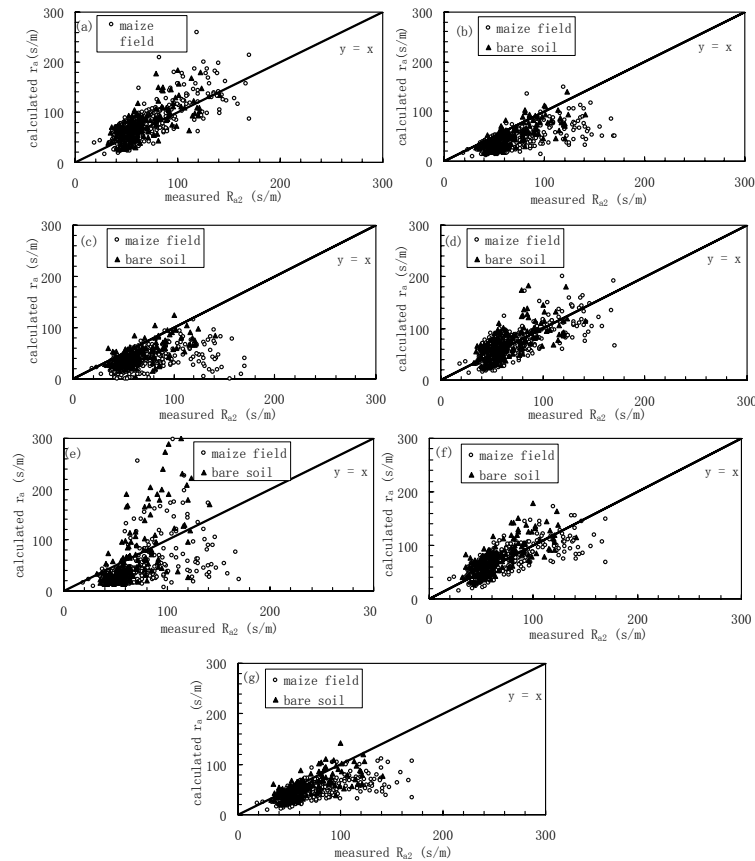 (a)
maize
field
y = x
calculated rₐ(s/m)
300
200
100
0
0 100 200 300
measured Rₐ₂ (s/m)
(b)
maize field
bare soil
y = x
calculated rₐ (s/m)
300
200
100
0
0 100 200 300
measured Rₐ₂ (s/m)
(c)
maize field
bare soil
y = x
calculated rₐ (s/m)
300
200
100
0
0 100 200 300
measured Rₐ₂ (s/m)
(d)
maize field
bare soil
y = x
calculated rₐ (s/m)
300
200
100
0
0 100 200 300
measured Rₐ₂ (s/m)
(e)
maize field
bare soil
y = x
calculated rₐ (s/m)
300
200
100
0
0 100 200 30
measured Rₐ₂ (s/m)
(f)
maize field
bare soil
y = x
calculated rₐ (s/m)
300
200
100
0
0 100 200 300
measured Rₐ₂ (s/m)
(g)
maize field
bare soil
y = x
calculated rₐ (s/m)
300
200
100
0
0 100 200 300
measured Rₐ₂ (s/m)